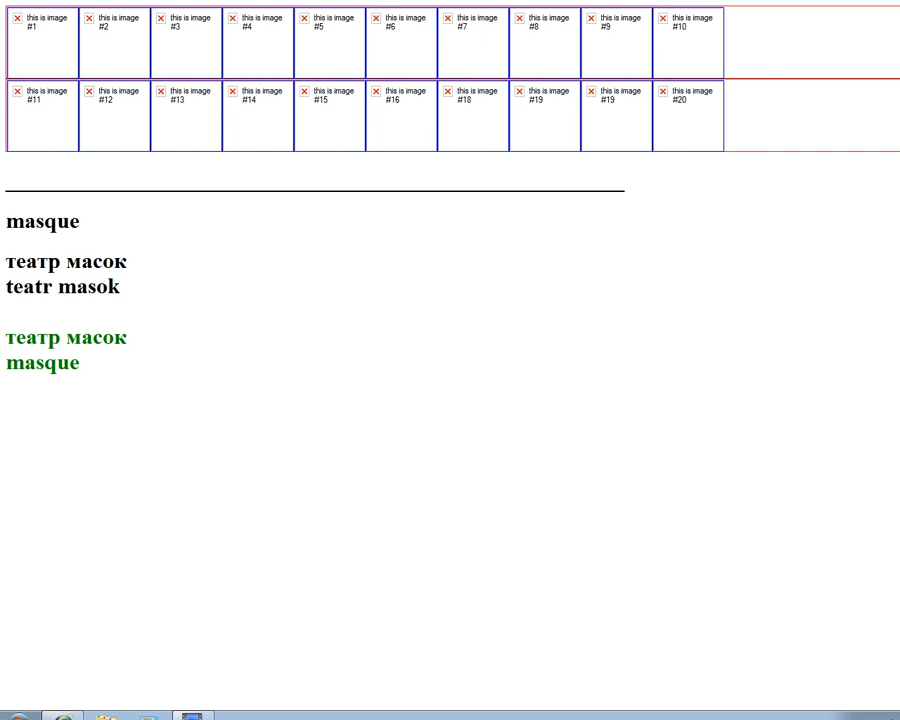 this is image this is image this is image this is image this is image this is image this is image this is image this is image this is image
#1 #2 #3 #4 #5 #6 #7 #8 #9 #10
this is image this is image this is image this is image this is image this is image this is image this is image this is image this is image
#11 #12 #13 #14 #15 #16 #18 #19 #19 #20
masque
театр масок
teatr masok
театр масок
masque